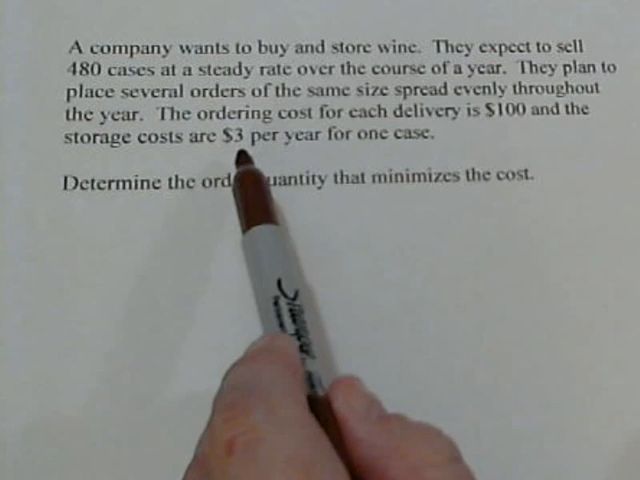 A company wants to buy and store wine. They expect to sell
480 cases at a steady rate over the course of a year. They plan to
place several orders of the same size spread evenly throughout
the year. The ordering cost for each delivery is $100 and the
storage costs are $3 per year for one case.
Determine the ord uantity that minimizes the cost.
Sharpie